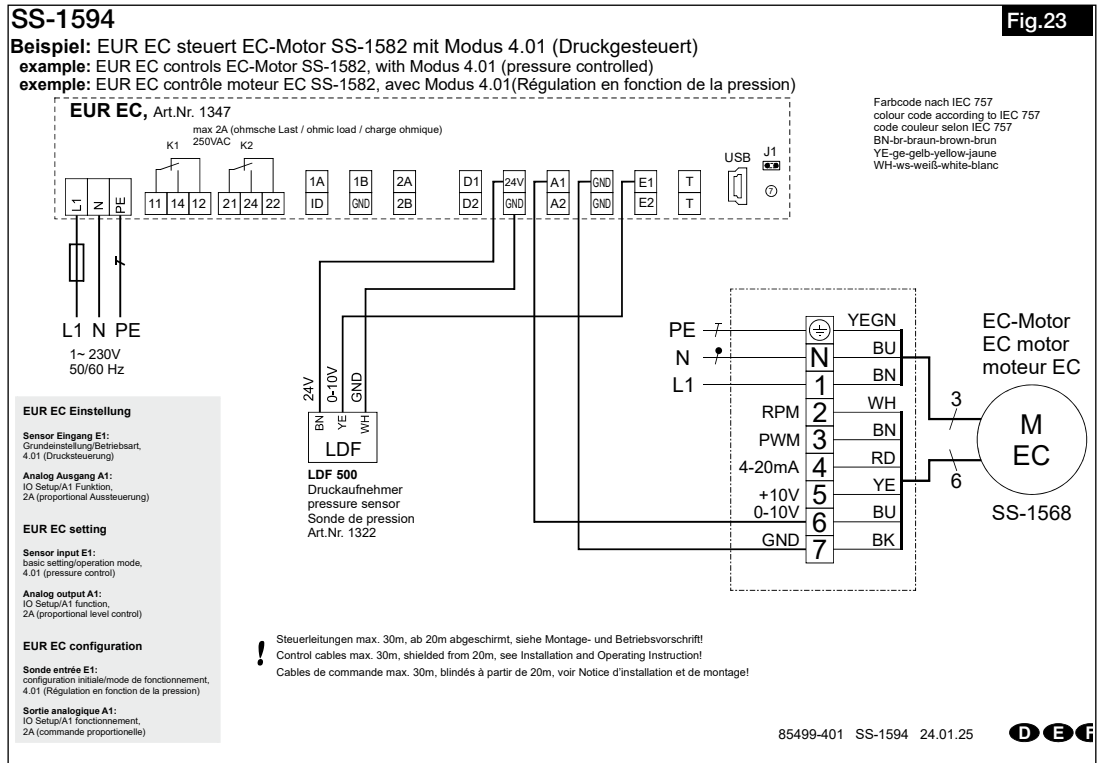 SS-1594
Fig.23
Beispiel: EUR EC steuert EC-Motor SS-1582 mit Modus 4.01 (Druckgesteuert)
example: EUR EC controls EC-Motor SS-1582, with Modus 4.01 (pressure controlled)
exemple: EUR EC contrôle moteur EC SS-1582, avec Modus 4.01(Régulation en fonction de la pression)
EUR EC, Art.Nr. 1347
max 2A (ohmsche Last / ohmic load / charge ohmique)
250VAC
K1 K2
USB J1
Farbcode nach IEC 757
colour code according to IEC 757
code couleur selon IEC 757
BN-br-braun-brown-brun
YE-ge-gelb-yellow-jaune
WH-ws-weiß-white-blanc
1A 1B 2A D1 24V A1 GND E1 T
L1 N PE 11 14 12 21 24 22 ID GND 2B D2 GND A2 GND E2 T
7
L1 N PE
1~ 230V
50/60 Hz
24V 0-10V GND
BN YE WH
LDF
LDF 500
Druckaufnehmer
pressure sensor
Sonde de pression
Art.Nr. 1322
PE YEGN
N N BU
L1 1 BN
RPM 2 WH
PWM 3 BN
4-20mA 4 RD
+10V 5 YE
0-10V 6 BU
GND 7 BK
3
6
EC-Motor
EC motor
moteur EC
M
EC
SS-1568
EUR EC Einstellung
Sensor Eingang E1:
Grundeinstellung/Betriebsart,
4.01 (Drucksteuerung)
Analog Ausgang A1:
IO Setup/A1 Funktion,
2A (proportional Aussteuerung)
EUR EC setting
Sensor input E1:
basic setting/operation mode,
4.01 (pressure control)
Analog output A1:
IO Setup/A1 function,
2A (proportional level control)
EUR EC configuration
Sonde entrée E1:
configuration initiale/mode de fonctionnement,
4.01 (Régulation en fonction de la pression)
Sortie analogique A1:
IO Setup/A1 fonctionnement,
2A (commande proportionelle)
!
Steuerleitungen max. 30m, ab 20m abgeschirmt, siehe Montage- und Betriebsvorschrift!
Control cables max. 30m, shielded from 20m, see Installation and Operating Instruction!
Cables de commande max. 30m, blindés à partir de 20m, voir Notice d'installation et de montage!
85499-401 SS-1594 24.01.25
D E F